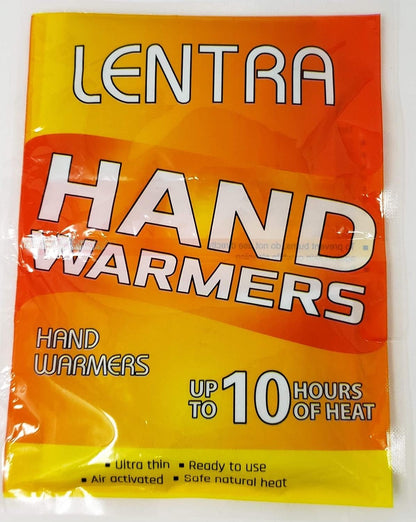 LENTRA
HAND
WARMERS
HAND
WARMERS
UP TO 10 HOURS OF HEAT
▪ Ultra thin ▪ Ready to use
▪ Air activated ▪ Safe natural heat